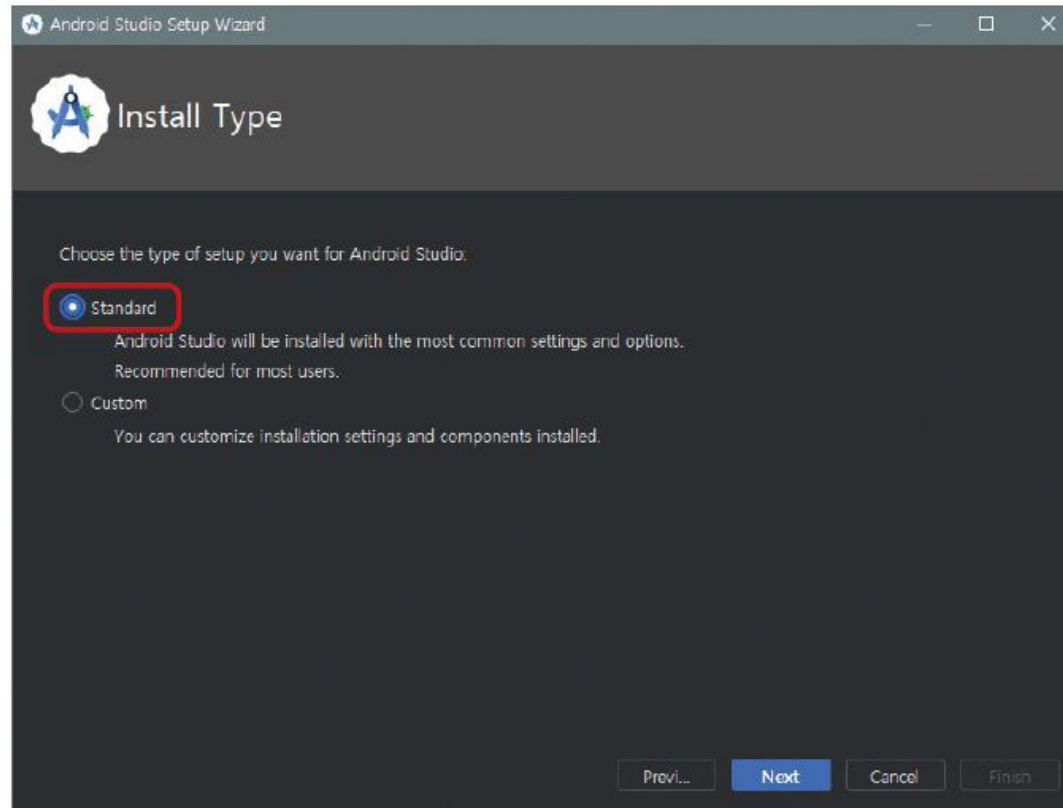 Android Studio Setup Wizard
Install Type
Choose the type of setup you want for Android Studio:
Standard
Android Studio will be installed with the most common settings and options.
Recommended for most users.
Custom
You can customize installation settings and components installed.
Previ... Next Cancel Finish